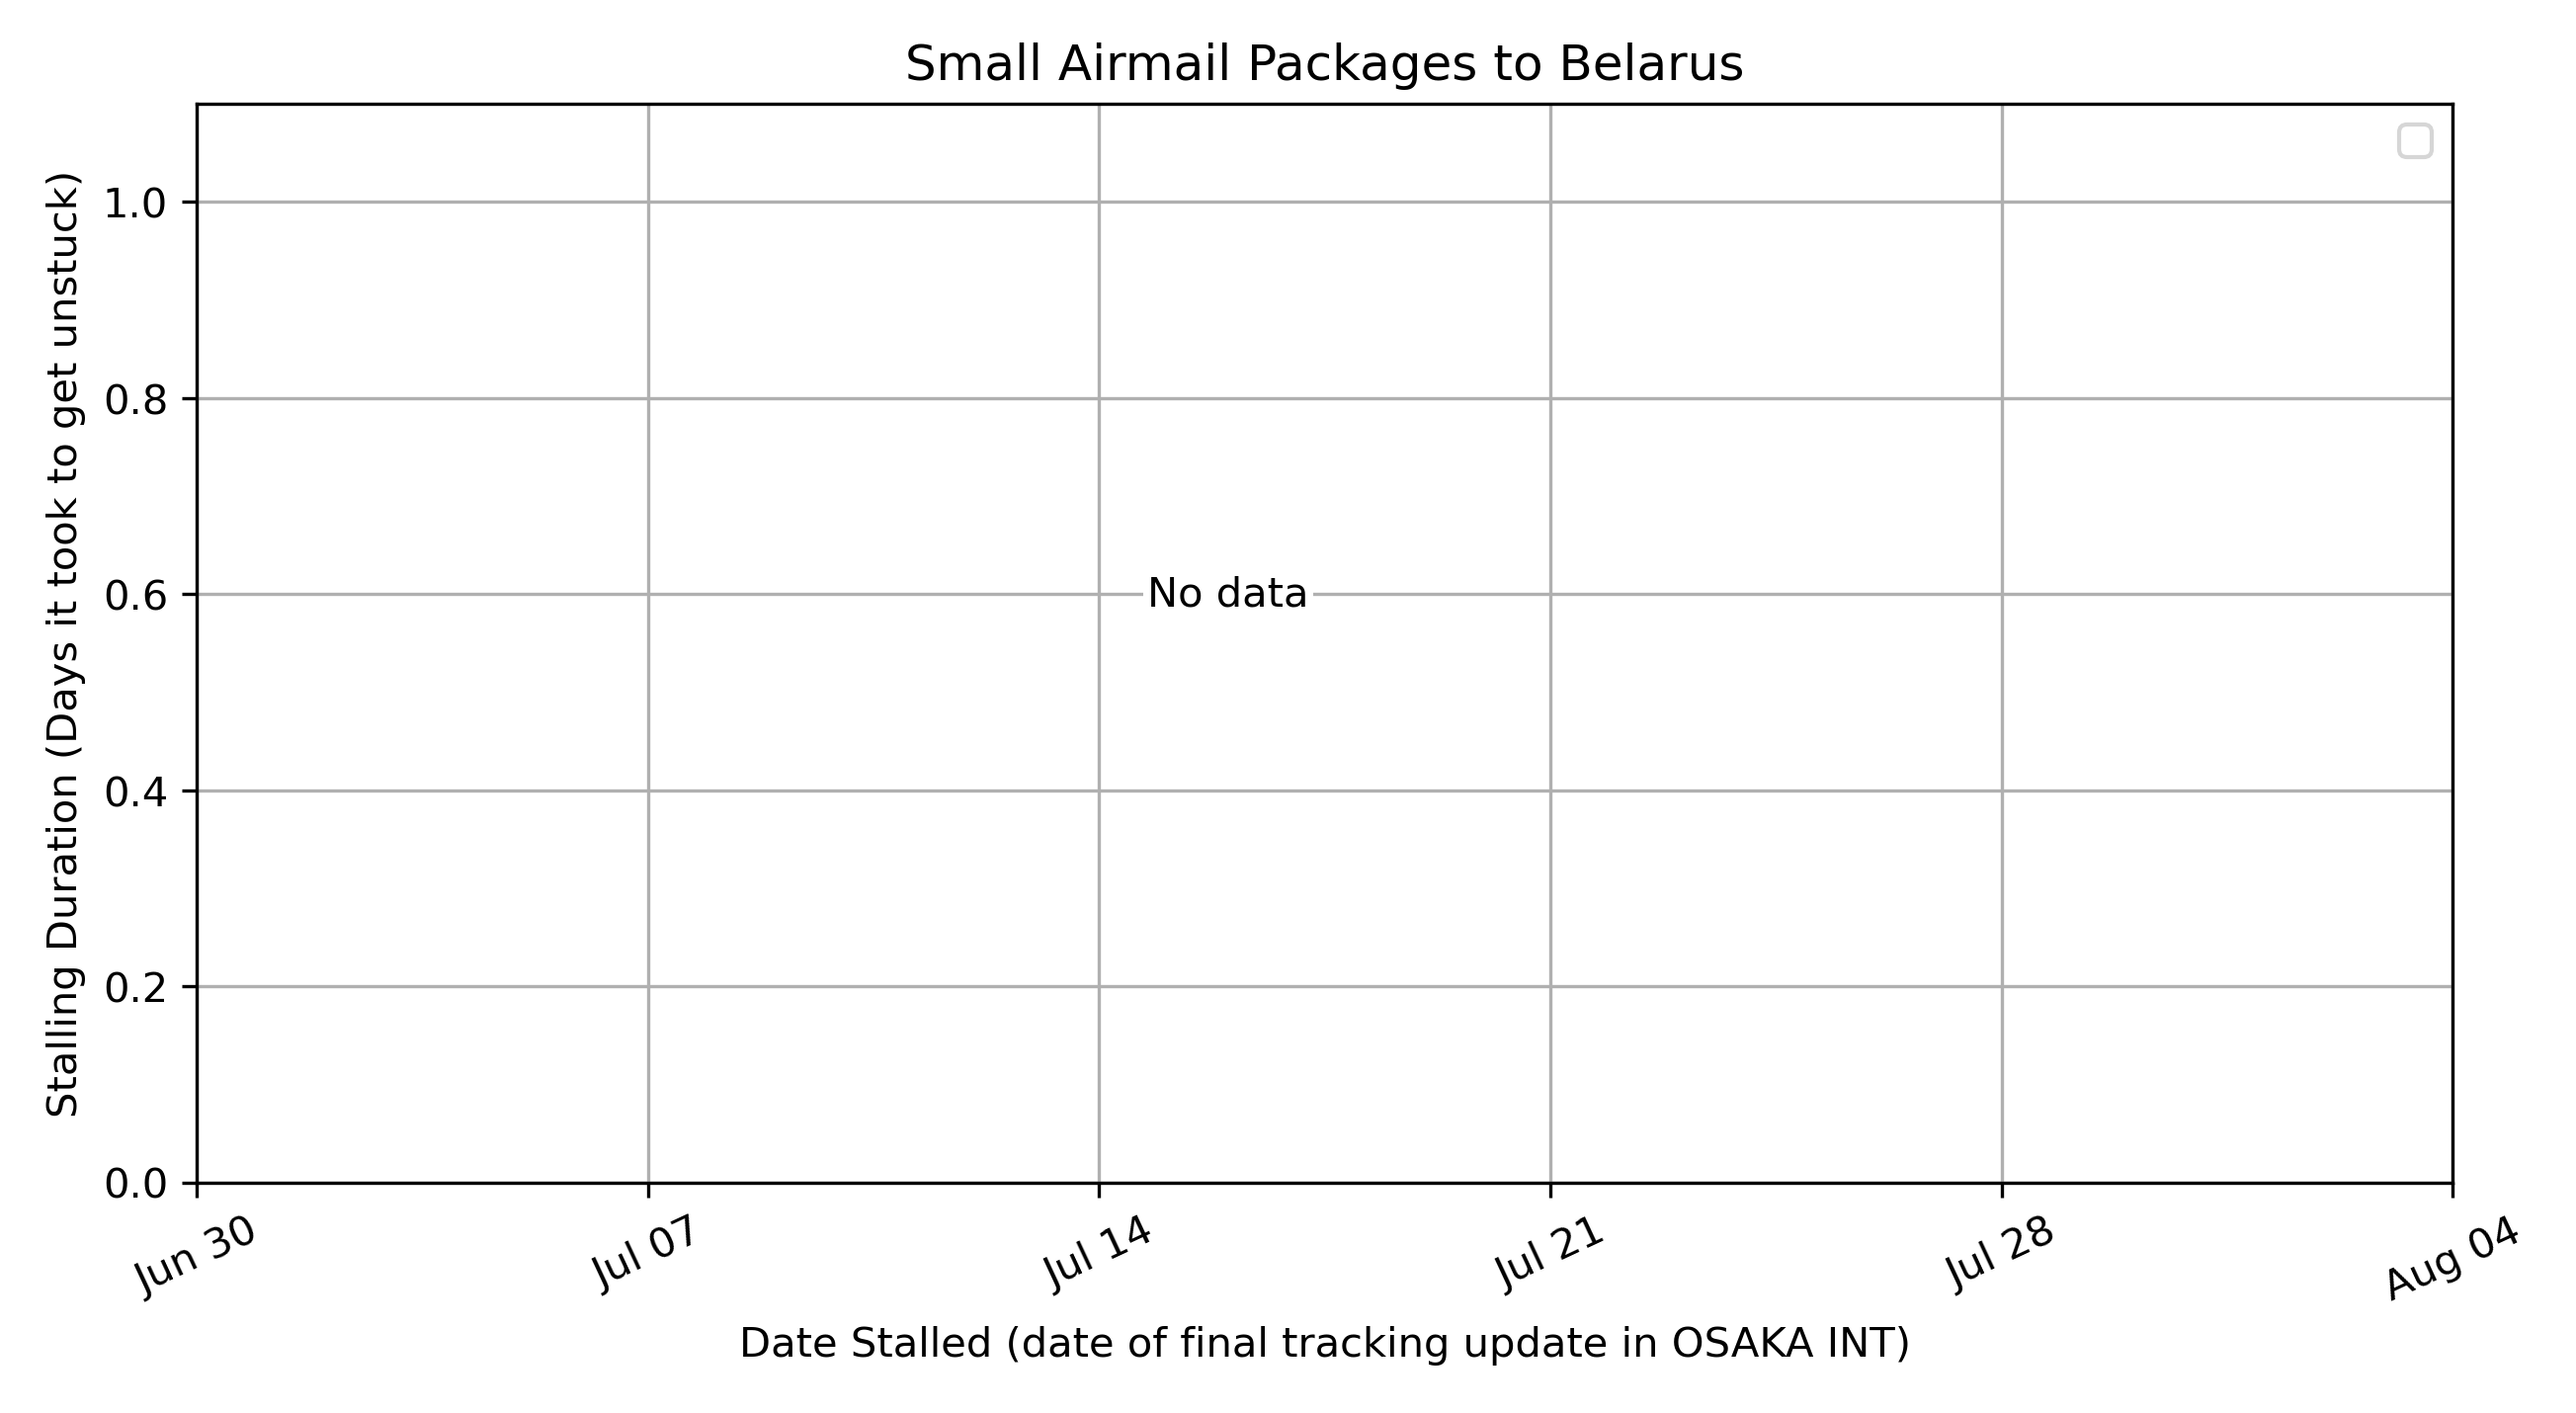 Small Airmail Packages to Belarus
Stalling Duration (Days it took to get unstuck)
1.0
0.8
0.6
0.4
0.2
0.0
No data
Jun 30
Jul 07
Jul 14
Jul 21
Jul 28
Aug 04
Date Stalled (date of final tracking update in OSAKA INT)